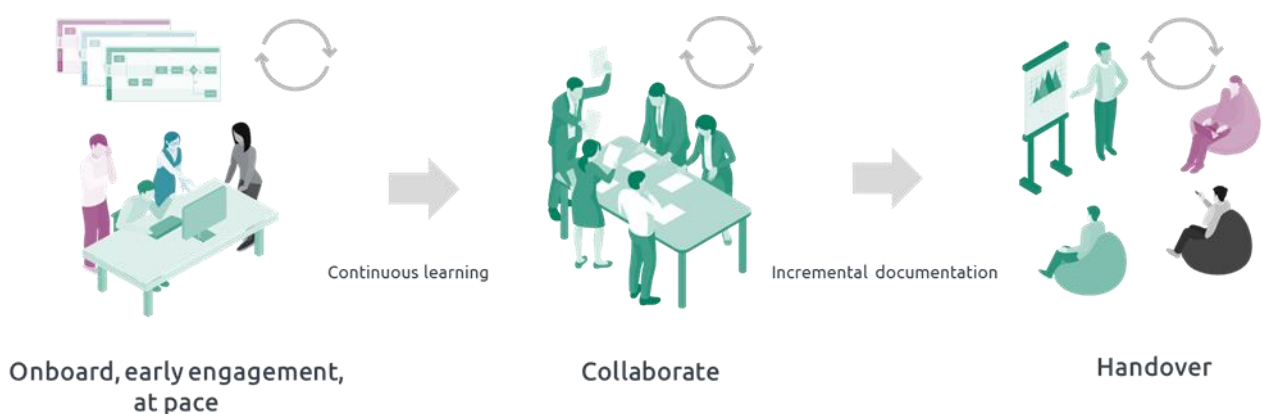 Continuous learning
Incremental documentation
Onboard, early engagement,
at pace
Collaborate
Handover